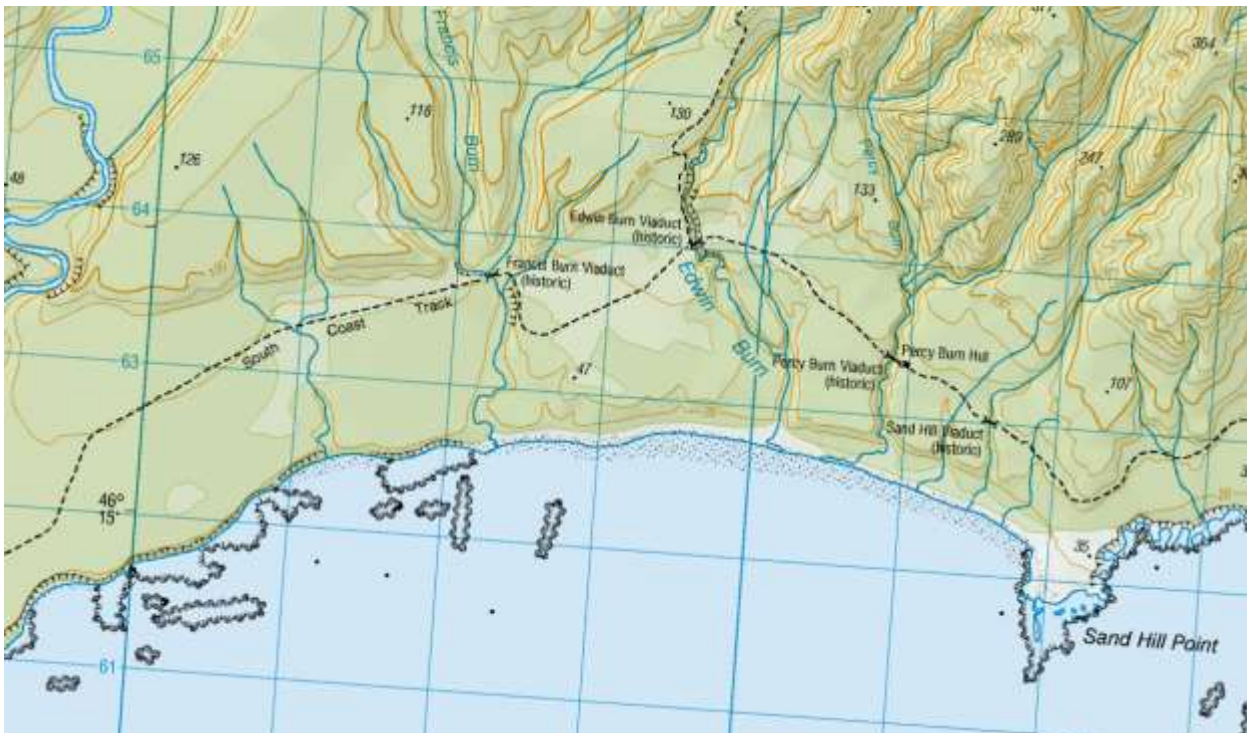 65
Francis
Burn
116
130
364
126
289
247
48
133
Burn
64
Edwin Burn Viaduct
(historic)
Francis Burn Viaduct
(historic)
100
Edwin
Burn
South Coast Track
63
47
Percy Burn Hut
Percy Burn Viaduct
(historic)
107
Sand Hill Viaduct
(historic)
46°
15'
35
Sand Hill Point
61